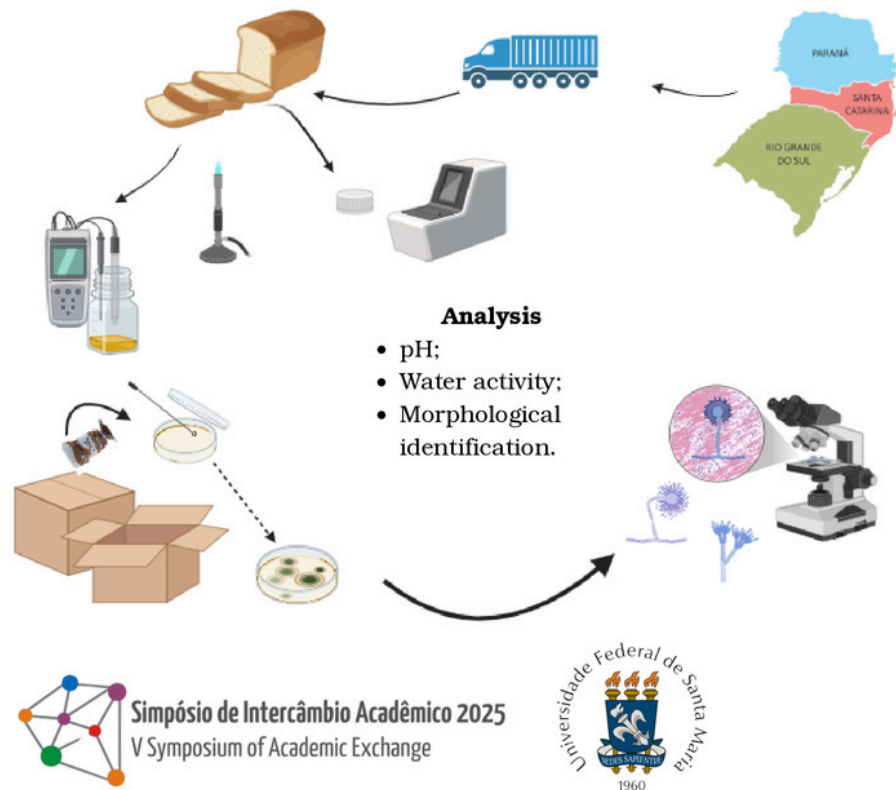 PARANÁ
SANTA
CATARINA
RIO GRANDE
DO SUL
Analysis
• pH;
• Water activity;
• Morphological
identification.
Simpósio de Intercâmbio Acadêmico 2025
V Symposium of Academic Exchange
Universidade Federal de Santa Maria
SEDES SAPIENTIÆ
1960